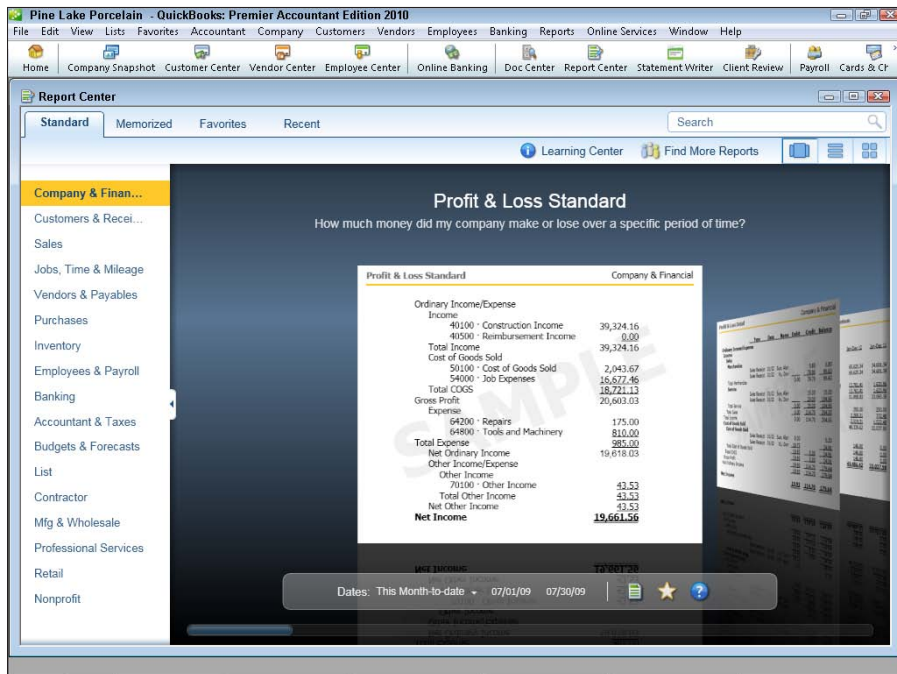 Pine Lake Porcelain - QuickBooks: Premier Accountant Edition 2010
File Edit View Lists Favorites Accountant Company Customers Vendors Employees Banking Reports Online Services Window Help
Home Company Snapshot Customer Center Vendor Center Employee Center Online Banking Doc Center Report Center Statement Writer Client Review Payroll Cards & Ch
Report Center
Standard Memorized Favorites Recent Search
Learning Center Find More Reports
Company & Finan...
Customers & Recei...
Sales
Jobs, Time & Mileage
Vendors & Payables
Purchases
Inventory
Employees & Payroll
Banking
Accountant & Taxes
Budgets & Forecasts
List
Contractor
Mfg & Wholesale
Professional Services
Retail
Nonprofit
Profit & Loss Standard
How much money did my company make or lose over a specific period of time?
Profit & Loss Standard Company & Financial
Ordinary Income/Expense
Income
40100 · Construction Income 39,324.16
40500 · Reimbursement Income 0.00
Total Income 39,324.16
Cost of Goods Sold
50100 · Cost of Goods Sold 2,043.67
54000 · Job Expenses 16,677.46
Total COGS 18,721.13
Gross Profit 20,603.03
Expense
64200 · Repairs 175.00
64800 · Tools and Machinery 810.00
Total Expense 985.00
Net Ordinary Income 19,618.03
Other Income/Expense
Other Income
70100 · Other Income 43.53
Total Other Income 43.53
Net Other Income 43.53
Net Income 19,661.56
SAMPLE
Dates: This Month-to-date 07/01/09 07/30/09